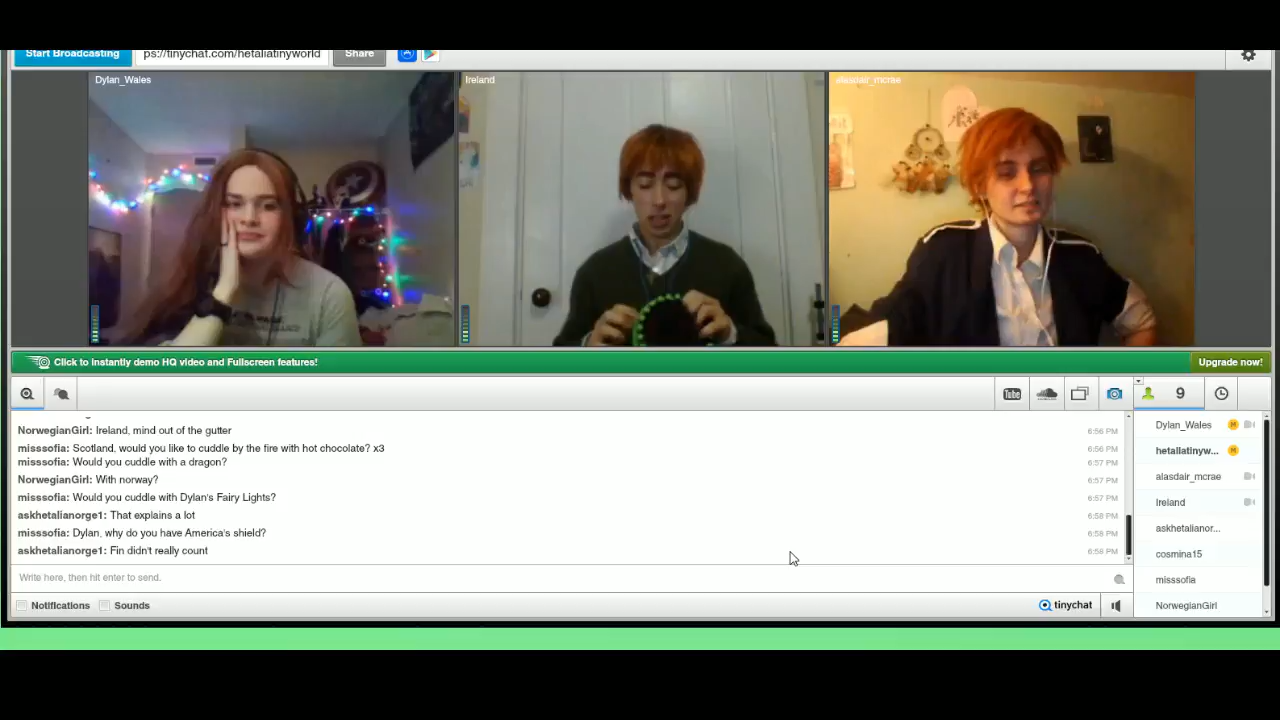 Start Broadcasting
ps://tinychat.com/hetaliatinyworld
Share
Dylan_Wales
Ireland
alasdair_mcrae
Click to instantly demo HQ video and Fullscreen features!
Upgrade now!
You Tube
9
NorwegianGirl: Ireland, mind out of the gutter 6:56 PM
misssofia: Scotland, would you like to cuddle by the fire with hot chocolate? x3 6:56 PM
misssofia: Would you cuddle with a dragon? 6:57 PM
NorwegianGirl: With norway? 6:57 PM
misssofia: Would you cuddle with Dylan's Fairy Lights? 6:57 PM
askhetalianorge1: That explains a lot 6:58 PM
misssofia: Dylan, why do you have America's shield? 6:58 PM
askhetalianorge1: Fin didn't really count 6:58 PM
Write here, then hit enter to send.
Notifications
Sounds
tinychat
Dylan_Wales M
hetaliatinyw... M
alasdair_mcrae
Ireland
askhetalianor...
cosmina15
misssofia
NorwegianGirl